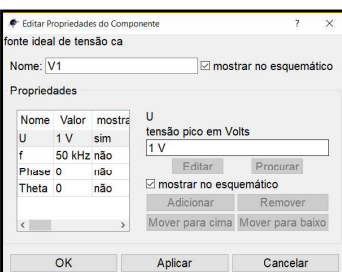 Editar Propriedades do Componente ? ×
fonte ideal de tensão ca
Nome: V1 mostrar no esquemático
Propriedades
Nome Valor mostra
U 1 V sim
f 50 kHz não
Phase 0 não
Theta 0 não
U
tensão pico em Volts
1 V
Editar Procurar
mostrar no esquemático
Adicionar Remover
Mover para cima Mover para baixo
OK Aplicar Cancelar